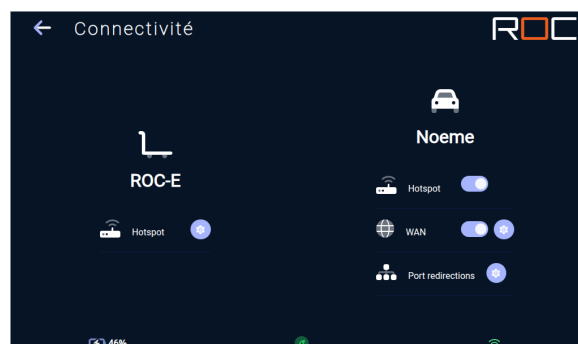 Connectivité
ROC
ROC-E
Hotspot
Noeme
Hotspot
WAN
Port redirections
46%